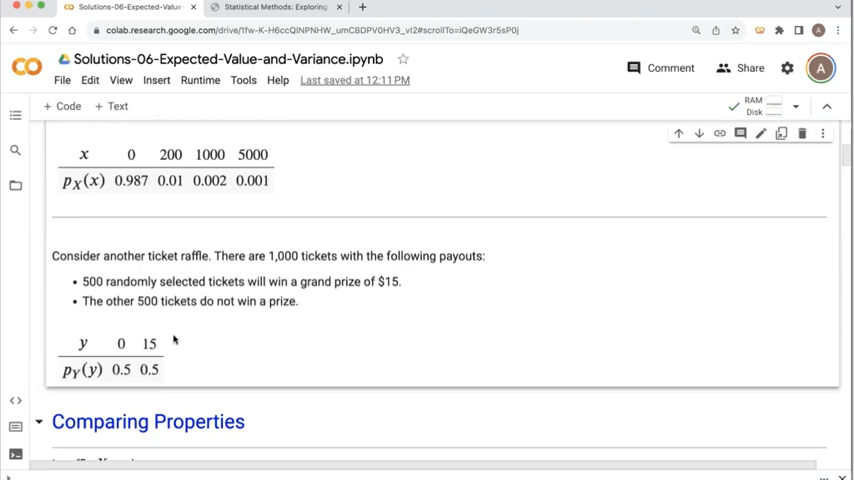 Solutions-06-Expected-Value-
Statistical Methods: Exploring
colab.research.google.com/drive/1fw-K-H6ccQlNPNHW_umCBDPV0HV3_vl2#scrollTo=iQeGW3r5sPOj
A
Solutions-06-Expected-Value-and-Variance.ipynb
File Edit View Insert Runtime Tools Help Last saved at 12:11 PM
Comment Share A
+ Code + Text
RAM
Disk
x 0 200 1000 5000
pX(x) 0.987 0.01 0.002 0.001
Consider another ticket raffle. There are 1,000 tickets with the following payouts:
• 500 randomly selected tickets will win a grand prize of $15.
• The other 500 tickets do not win a prize.
y 0 15
pY(y) 0.5 0.5
Comparing Properties